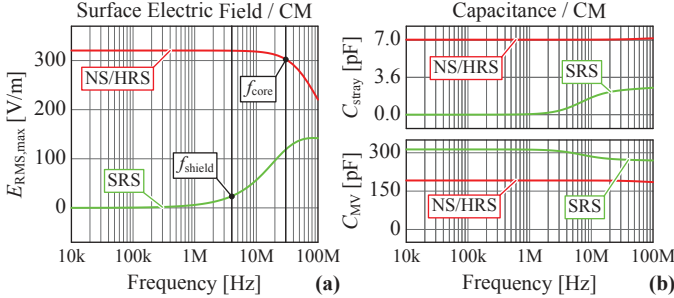 Surface Electric Field / CM
E_RMS,max [V/m]
300
200
100
0
NS/HRS
f_core
f_shield
SRS
10k 100k 1M 10M 100M
Frequency [Hz]
(a)
Capacitance / CM
C_stray [pF]
7.0
3.6
0.0
NS/HRS
SRS
C_MV [pF]
300
150
0
NS/HRS
SRS
10k 100k 1M 10M 100M
Frequency [Hz]
(b)